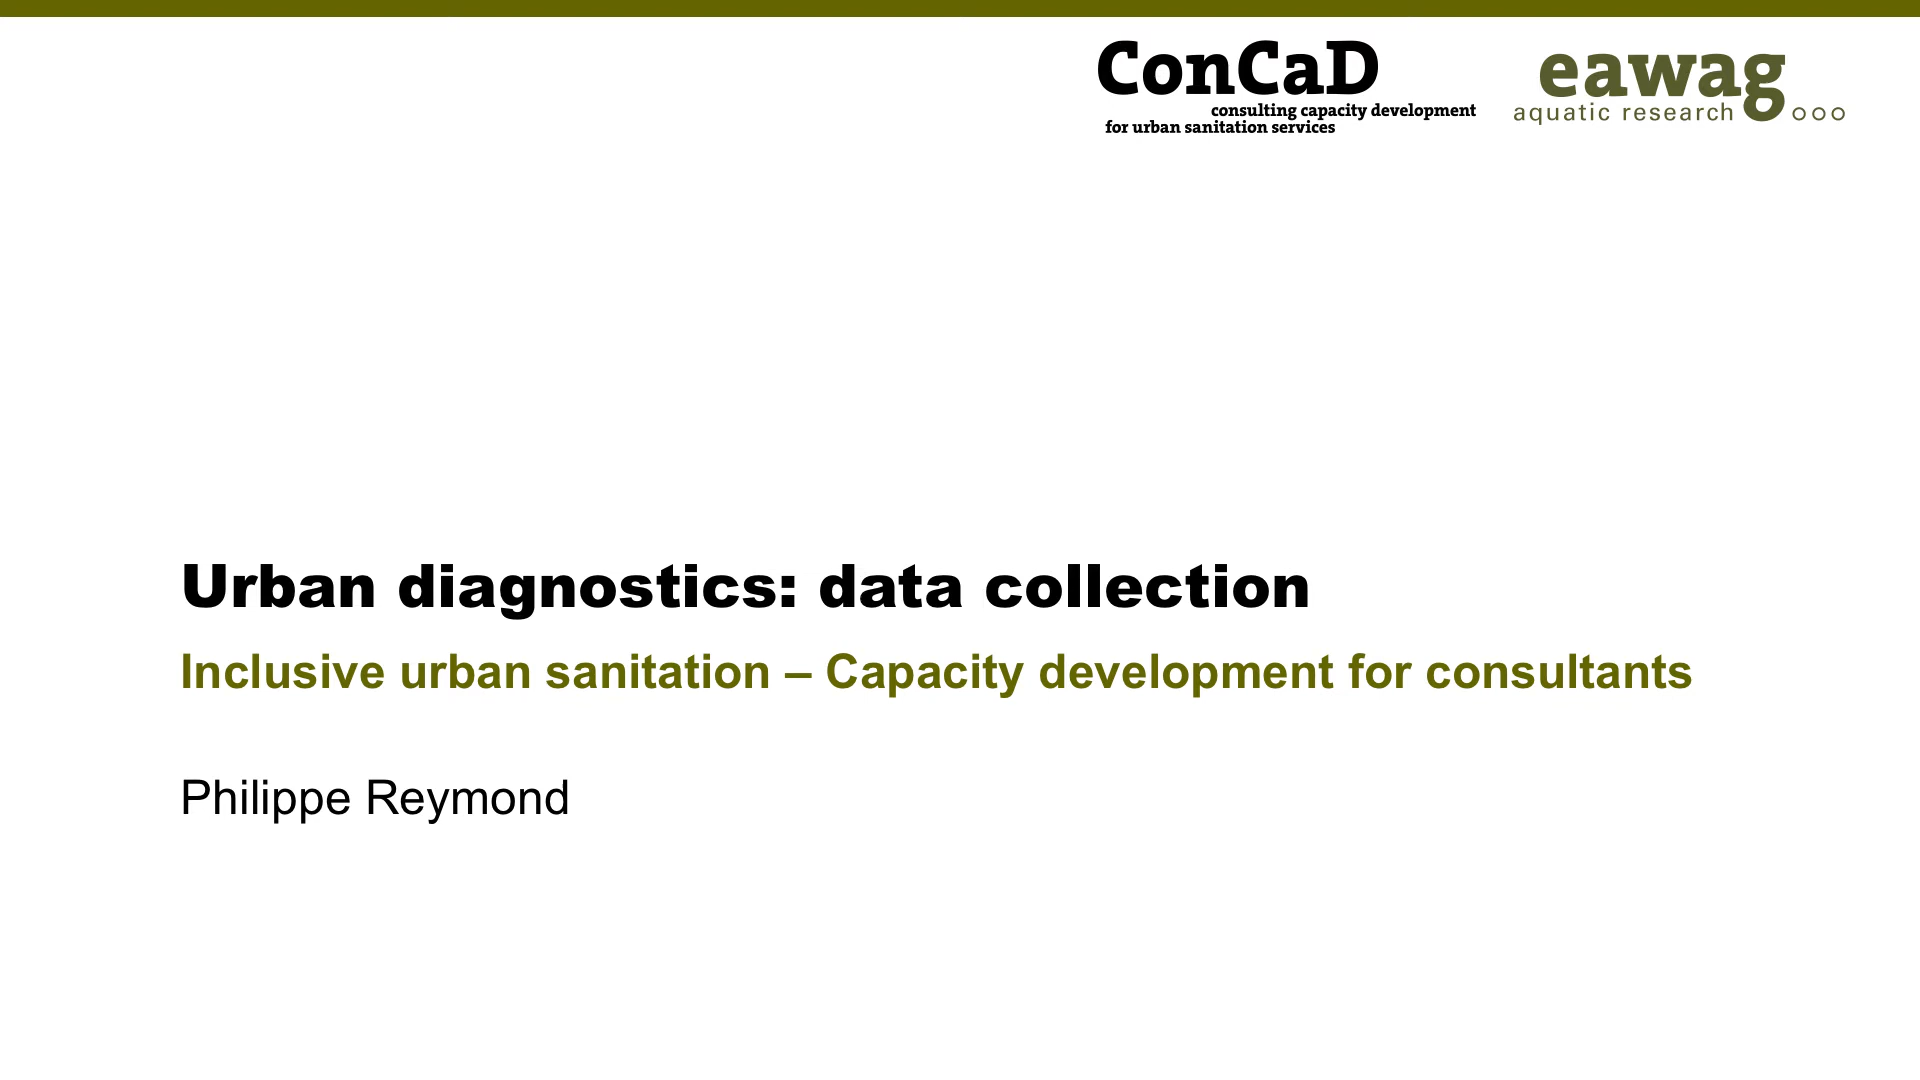 ConCaD
consulting capacity development
for urban sanitation services
eawag
aquatic research
Urban diagnostics: data collection
Inclusive urban sanitation – Capacity development for consultants
Philippe Reymond